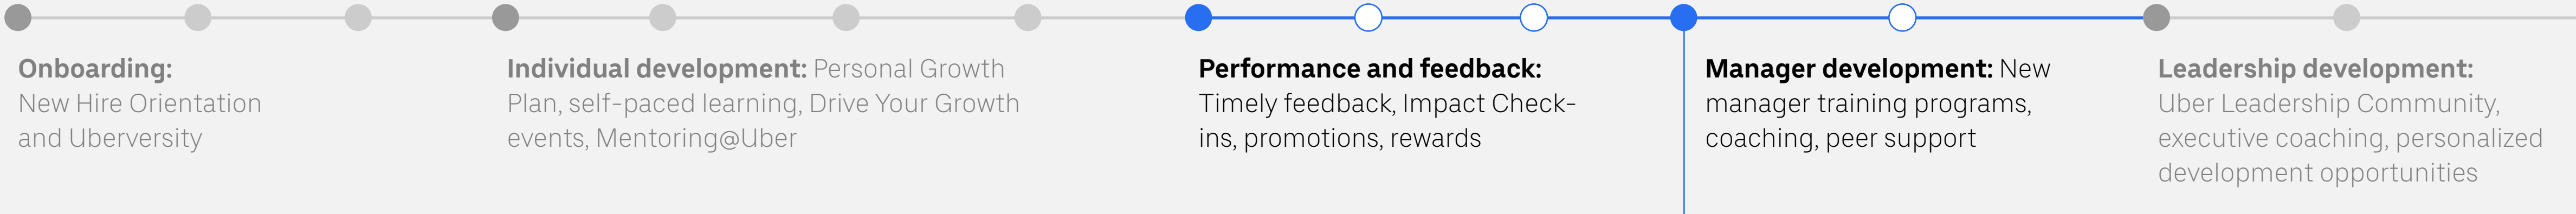 Onboarding:
New Hire Orientation
and Uberversity
Individual development: Personal Growth
Plan, self-paced learning, Drive Your Growth
events, Mentoring@Uber
Performance and feedback:
Timely feedback, Impact Check-
ins, promotions, rewards
Manager development: New
manager training programs,
coaching, peer support
Leadership development:
Uber Leadership Community,
executive coaching, personalized
development opportunities